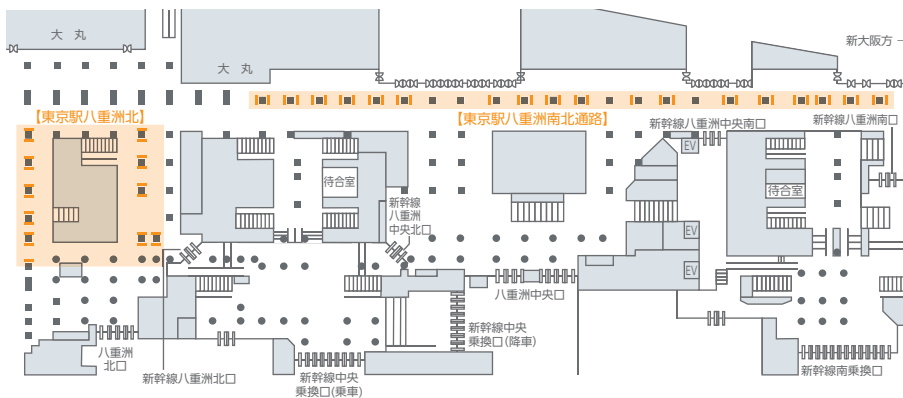 大 丸
大 丸
新大阪方
【東京駅八重洲北】
【東京駅八重洲南北通路】
新幹線八重洲中央南口
新幹線八重洲南口
EV
待合室
待合室
新幹線
八重洲
中央北口
EV
EV
八重洲中央口
八重洲
北口
新幹線八重洲北口
新幹線中央
乗換口(乗車)
新幹線中央
乗換口(降車)
新幹線南乗換口